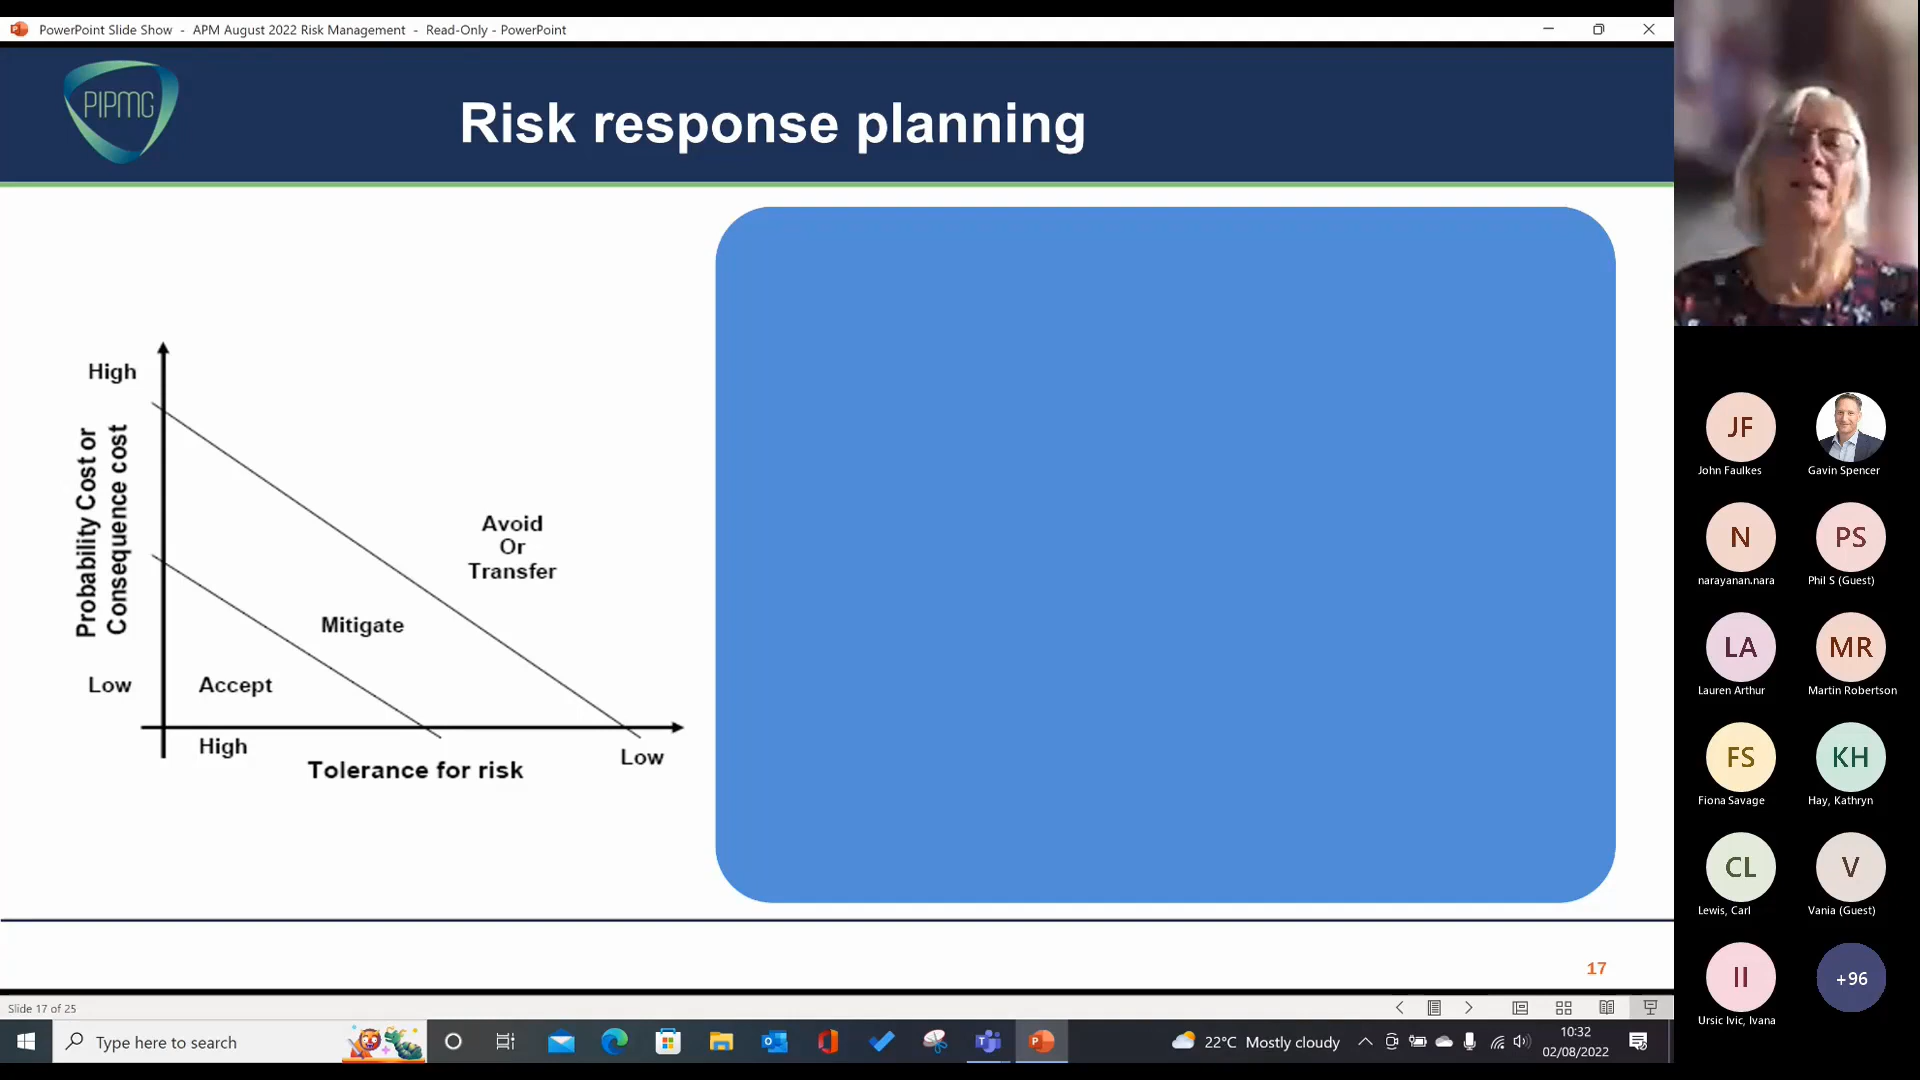 PowerPoint Slide Show - APM August 2022 Risk Management - Read-Only - PowerPoint
PIPMG
Risk response planning
High
Probability Cost or
Consequence cost
Low
Avoid
Or
Transfer
Mitigate
Accept
High
Low
Tolerance for risk
17
Slide 17 of 25
Type here to search
22°C Mostly cloudy
10:32
02/08/2022
JF
John Faulkes
Gavin Spencer
N
narayanan.nara
PS
Phil S (Guest)
LA
Lauren Arthur
MR
Martin Robertson
FS
Fiona Savage
KH
Hay, Kathryn
CL
Lewis, Carl
V
Vania (Guest)
II
Ursic Ivic, Ivana
+96